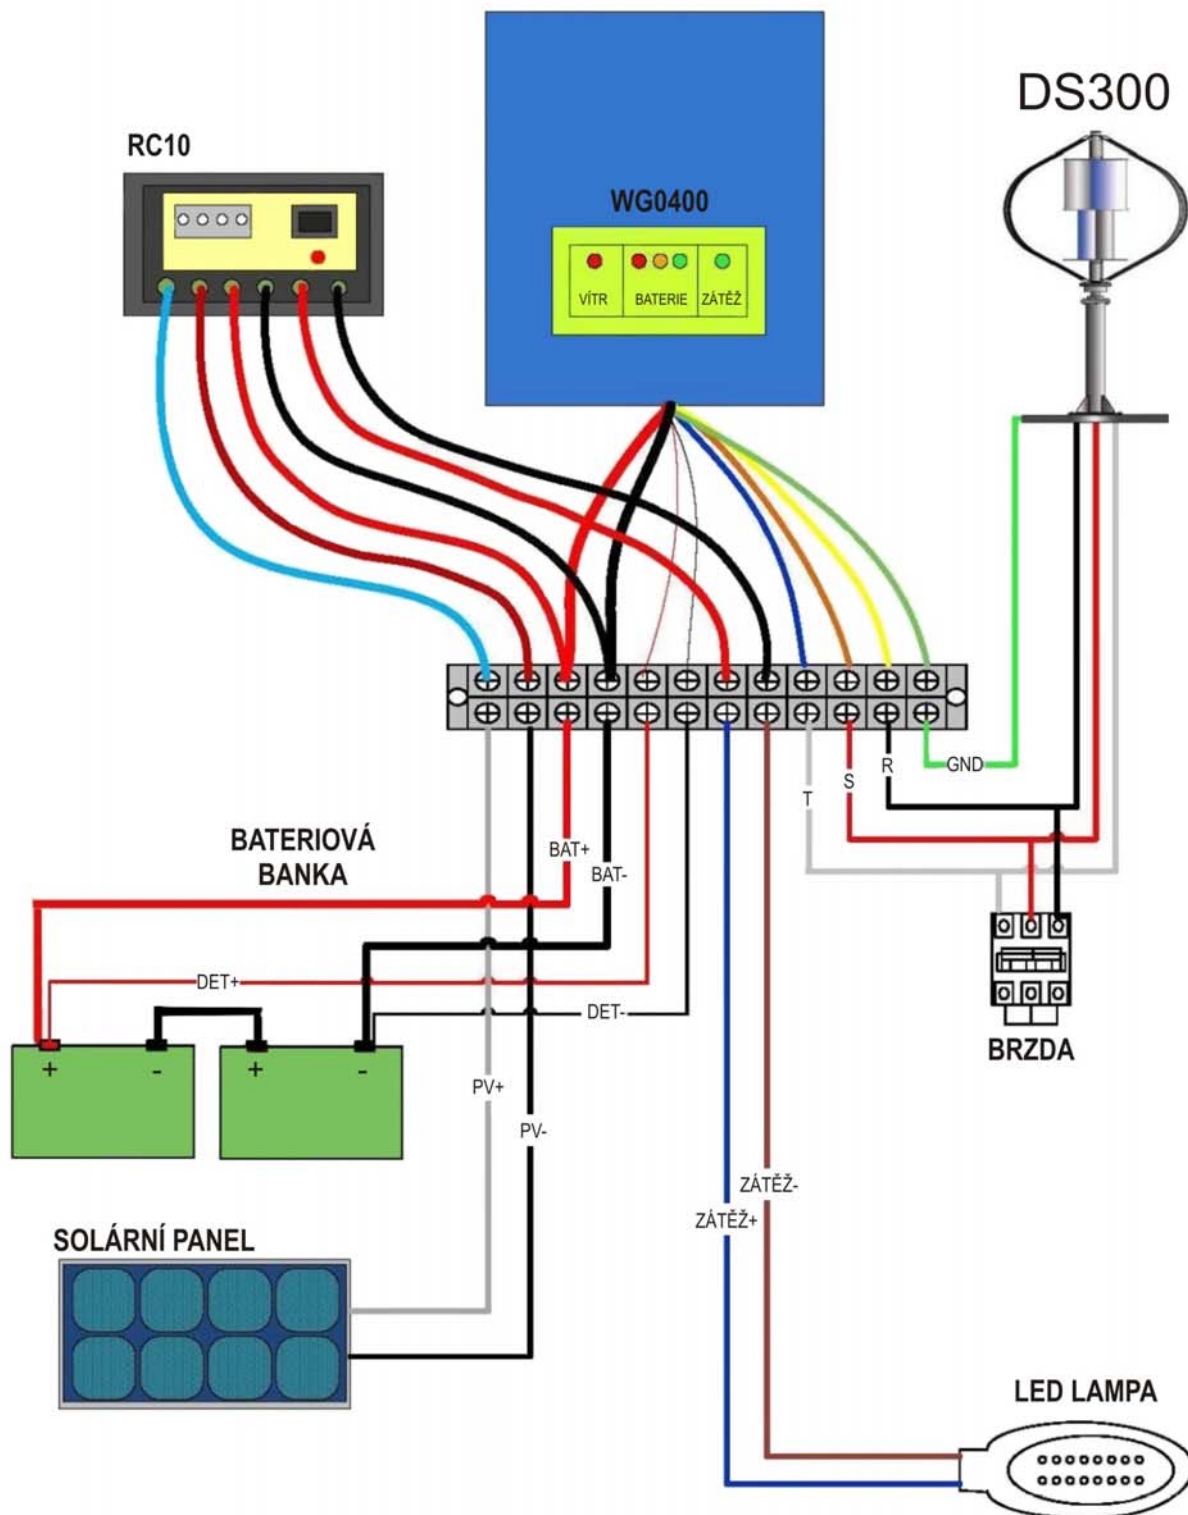 DS300
RC10
WG0400
VÍTR
BATERIE
ZÁTĚŽ
GND
R
S
T
BATERIOVÁ
BANKA
BAT+
BAT-
DET+
DET-
BRZDA
+
-
+
-
PV+
PV-
ZÁTĚŽ-
ZÁTĚŽ+
SOLÁRNÍ PANEL
LED LAMPA